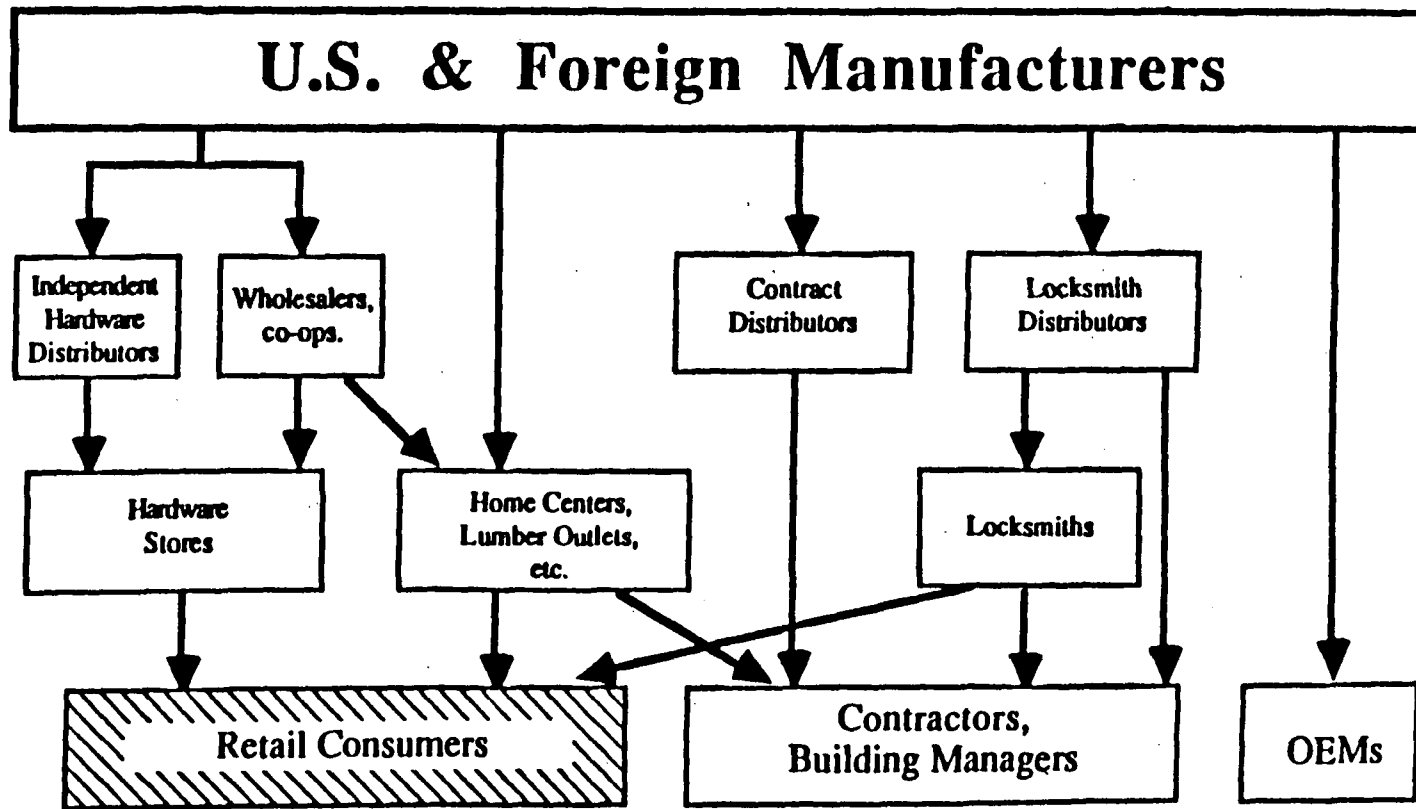 U.S. & Foreign Manufacturers
Independent
Hardware
Distributors
Wholesalers,
co-ops.
Contract
Distributors
Locksmith
Distributors
Hardware
Stores
Home Centers,
Lumber Outlets,
etc.
Locksmiths
Retail Consumers
Contractors,
Building Managers
OEMs